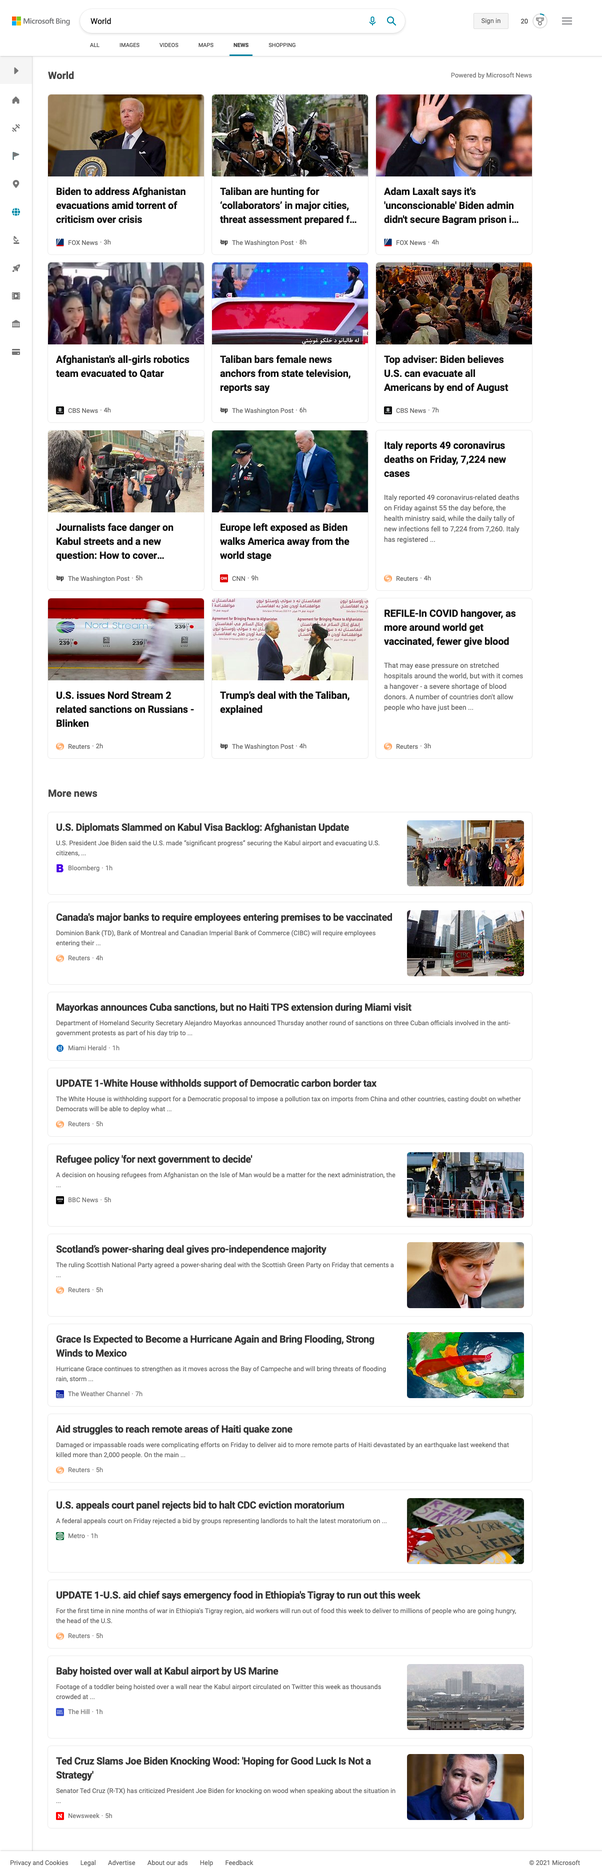 Microsoft Bing
World
Sign in
20
ALL IMAGES VIDEOS MAPS NEWS SHOPPING
World
Powered by Microsoft News
Biden to address Afghanistan
evacuations amid torrent of
criticism over crisis
FOX News · 3h
Taliban are hunting for
'collaborators' in major cities,
threat assessment prepared f...
The Washington Post · 8h
Adam Laxalt says it's
'unconscionable' Biden admin
didn't secure Bagram prison i...
FOX News · 4h
Afghanistan's all-girls robotics
team evacuated to Qatar
CBS News · 4h
Taliban bars female news
anchors from state television,
reports say
The Washington Post · 6h
Top adviser: Biden believes
U.S. can evacuate all
Americans by end of August
CBS News · 7h
Journalists face danger on
Kabul streets and a new
question: How to cover...
The Washington Post · 5h
Europe left exposed as Biden
walks America away from the
world stage
CNN · 9h
Italy reports 49 coronavirus
deaths on Friday, 7,224 new
cases
Italy reported 49 coronavirus-related deaths
on Friday against 55 the day before, the
health ministry said, while the daily tally of
new infections fell to 7,224 from 7,260. Italy
has registered ...
Reuters · 4h
Nord Stream
239
239
239
U.S. issues Nord Stream 2
related sanctions on Russians -
Blinken
Reuters · 2h
Agreement for Bringing Peace to Afghanistan
Trump's deal with the Taliban,
explained
The Washington Post · 4h
REFILE-In COVID hangover, as
more around world get
vaccinated, fewer give blood
That may ease pressure on stretched
hospitals around the world, but with it comes
a hangover - a severe shortage of blood
donors. A number of countries don't allow
people who have just been ...
Reuters · 3h
More news
U.S. Diplomats Slammed on Kabul Visa Backlog: Afghanistan Update
U.S. President Joe Biden said the U.S. made "significant progress" securing the Kabul airport and evacuating U.S.
citizens, ...
Bloomberg · 1h
Canada's major banks to require employees entering premises to be vaccinated
Dominion Bank (TD), Bank of Montreal and Canadian Imperial Bank of Commerce (CIBC) will require employees
entering their ...
Reuters · 4h
Mayorkas announces Cuba sanctions, but no Haiti TPS extension during Miami visit
Department of Homeland Security Secretary Alejandro Mayorkas announced Thursday another round of sanctions on three Cuban officials involved in the anti-
government protests as part of his day trip to ...
Miami Herald · 1h
UPDATE 1-White House withholds support of Democratic carbon border tax
The White House is withholding support for a Democratic proposal to impose a pollution tax on imports from China and other countries, casting doubt on whether
Democrats will be able to deploy what ...
Reuters · 5h
Refugee policy 'for next government to decide'
A decision on housing refugees from Afghanistan on the Isle of Man would be a matter for the next administration, the
...
BBC News · 5h
Scotland's power-sharing deal gives pro-independence majority
The ruling Scottish National Party agreed a power-sharing deal with the Scottish Green Party on Friday that cements a
...
Reuters · 5h
Grace Is Expected to Become a Hurricane Again and Bring Flooding, Strong
Winds to Mexico
Hurricane Grace continues to strengthen as it moves across the Bay of Campeche and will bring threats of flooding
rain, storm ...
The Weather Channel · 7h
Aid struggles to reach remote areas of Haiti quake zone
Damaged or impassable roads were complicating efforts on Friday to deliver aid to more remote parts of Haiti devastated by an earthquake last weekend that
killed more than 2,000 people. On the main ...
Reuters · 5h
U.S. appeals court panel rejects bid to halt CDC eviction moratorium
A federal appeals court on Friday rejected a bid by groups representing landlords to halt the latest moratorium on ...
Metro · 1h
NO WORK
NO RENT
UPDATE 1-U.S. aid chief says emergency food in Ethiopia's Tigray to run out this week
For the first time in nine months of war in Ethiopia's Tigray region, aid workers will run out of food this week to deliver to millions of people who are going hungry,
the head of the U.S.
Reuters · 5h
Baby hoisted over wall at Kabul airport by US Marine
Footage of a toddler being hoisted over a wall near the Kabul airport circulated on Twitter this week as thousands
crowded at ...
The Hill · 1h
Ted Cruz Slams Joe Biden Knocking Wood: 'Hoping for Good Luck Is Not a
Strategy'
Senator Ted Cruz (R-TX) has criticized President Joe Biden for knocking on wood when speaking about the situation in
...
Newsweek · 5h
Privacy and Cookies Legal Advertise About our ads Help Feedback
© 2021 Microsoft